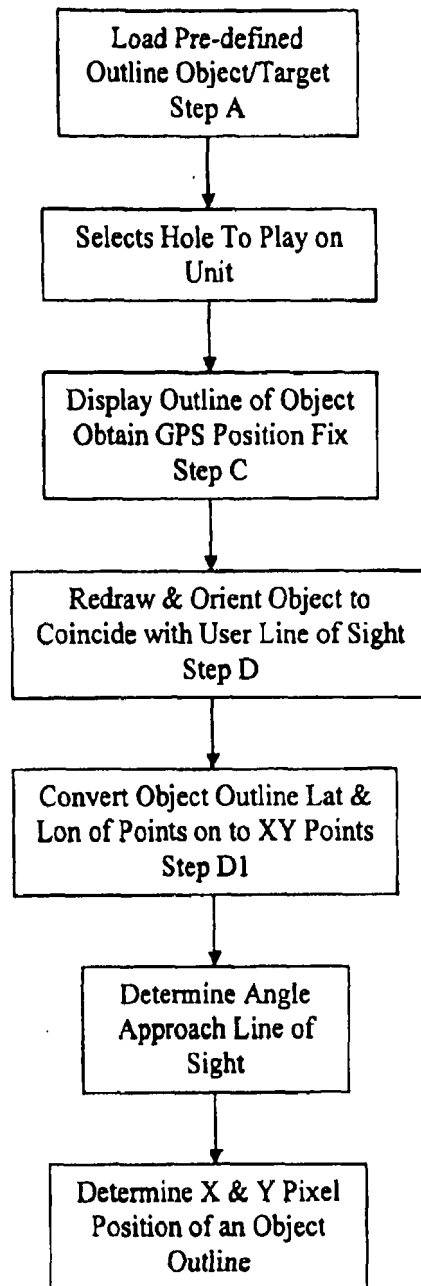 Load Pre-defined
Outline Object/Target
Step A
Selects Hole To Play on
Unit
Display Outline of Object
Obtain GPS Position Fix
Step C
Redraw & Orient Object to
Coincide with User Line of Sight
Step D
Convert Object Outline Lat &
Lon of Points on to XY Points
Step D1
Determine Angle
Approach Line of
Sight
Determine X & Y Pixel
Position of an Object
Outline